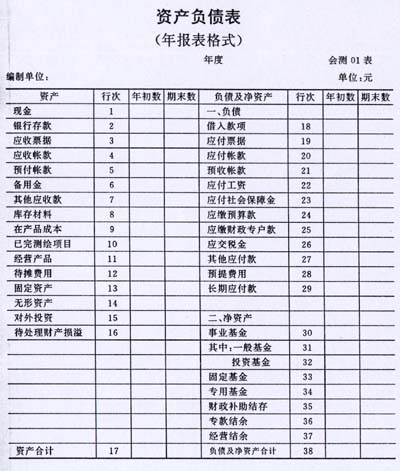 资产负债表
(年报表格式)
年度 会测 01 表
编制单位: 单位:元
资产 行次 年初数 期末数 负债及净资产 行次 年初数 期末数
现金 1 一、负债
银行存款 2 借入款项 18
应收票据 3 应付票据 19
应收帐款 4 应付帐款 20
预付帐款 5 预收帐款 21
备用金 6 应付工资 22
其他应收款 7 应付社会保障金 23
库存材料 8 应缴预算款 24
在产品成本 9 应缴财政专户款 25
已完测绘项目 10 应交税金 26
经营产品 11 其他应付款 27
待摊费用 12 预提费用 28
固定资产 13 长期应付款 29
无形资产 14
对外投资 15 二、净资产
待处理财产损溢 16 事业基金 30
其中:一般基金 31
投资基金 32
固定基金 33
专用基金 34
财政补助结存 35
专款结余 36
经营结余 37
资产合计 17 负债及净资产合计 38